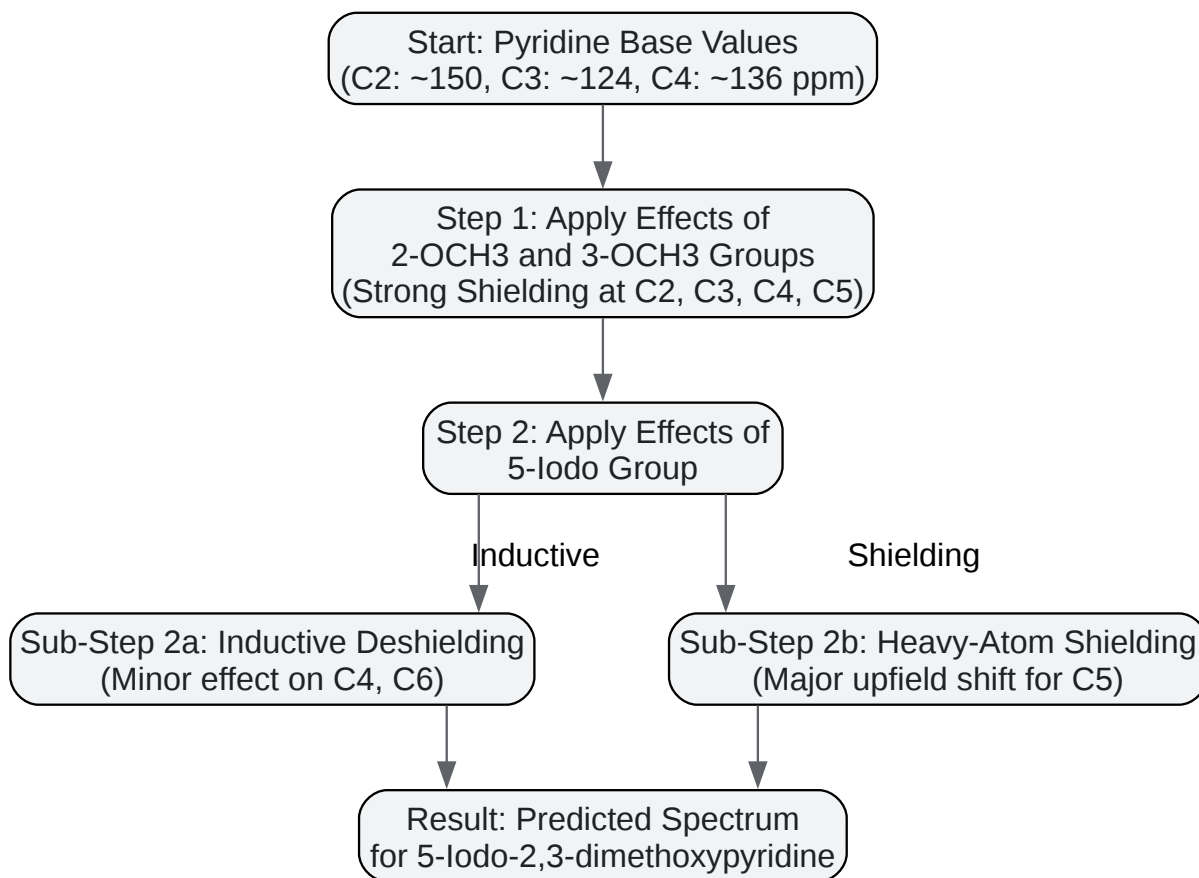 Start: Pyridine Base Values
(C2: ~150, C3: ~124, C4: ~136 ppm)
Step 1: Apply Effects of
2-OCH3 and 3-OCH3 Groups
(Strong Shielding at C2, C3, C4, C5)
Step 2: Apply Effects of
5-Iodo Group
Inductive
Shielding
Sub-Step 2a: Inductive Deshielding
(Minor effect on C4, C6)
Sub-Step 2b: Heavy-Atom Shielding
(Major upfield shift for C5)
Result: Predicted Spectrum
for 5-Iodo-2,3-dimethoxypyridine